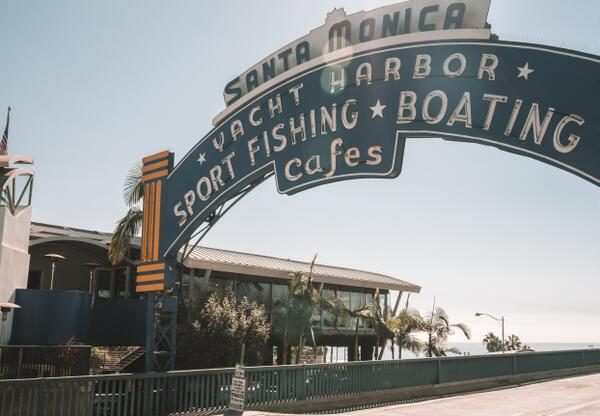 SANTA MONICA
YACHT HARBOR
SPORT FISHING ★ BOATING
Cafes